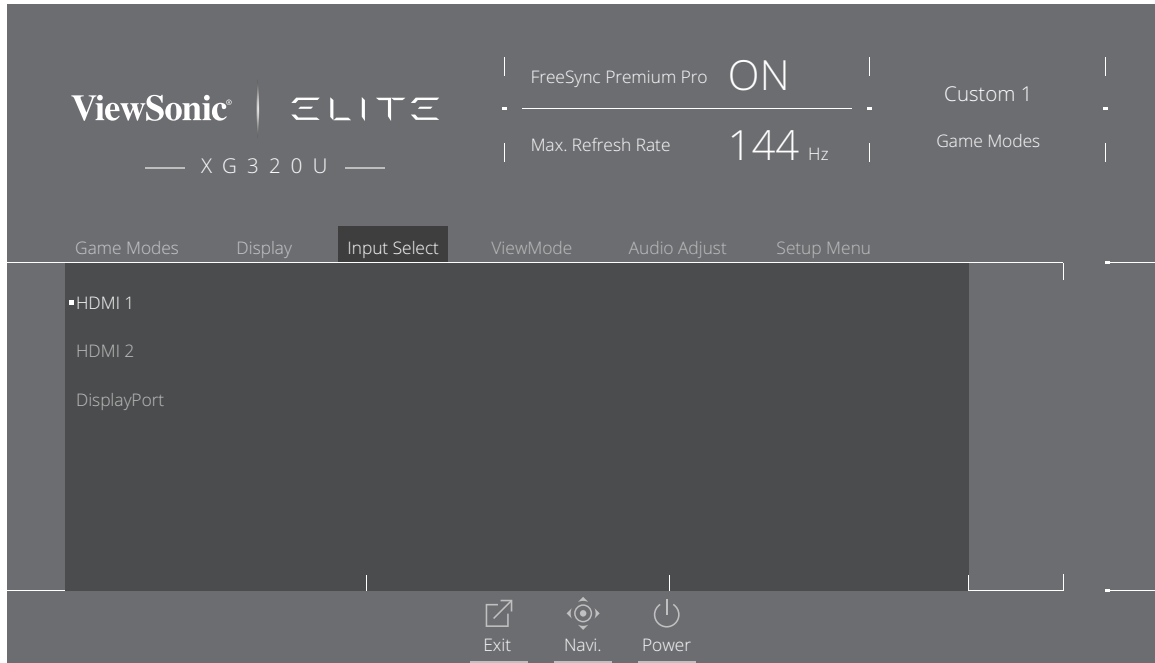 ViewSonic® ELITE
XG320U
FreeSync Premium Pro ON
Max. Refresh Rate 144 Hz
Custom 1
Game Modes
Game Modes Display Input Select ViewMode Audio Adjust Setup Menu
HDMI 1
HDMI 2
DisplayPort
Exit Navi. Power